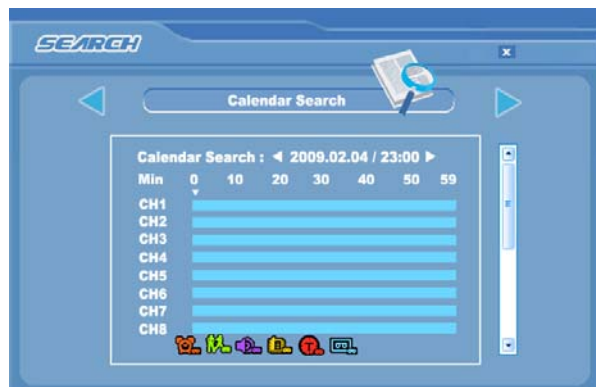 SEARCH
x
Calendar Search
Calendar Search : ◀ 2009.02.04 / 23:00 ▶
Min 0 10 20 30 40 50 59
CH1
CH2
CH3
CH4
CH5
CH6
CH7
CH8
B T